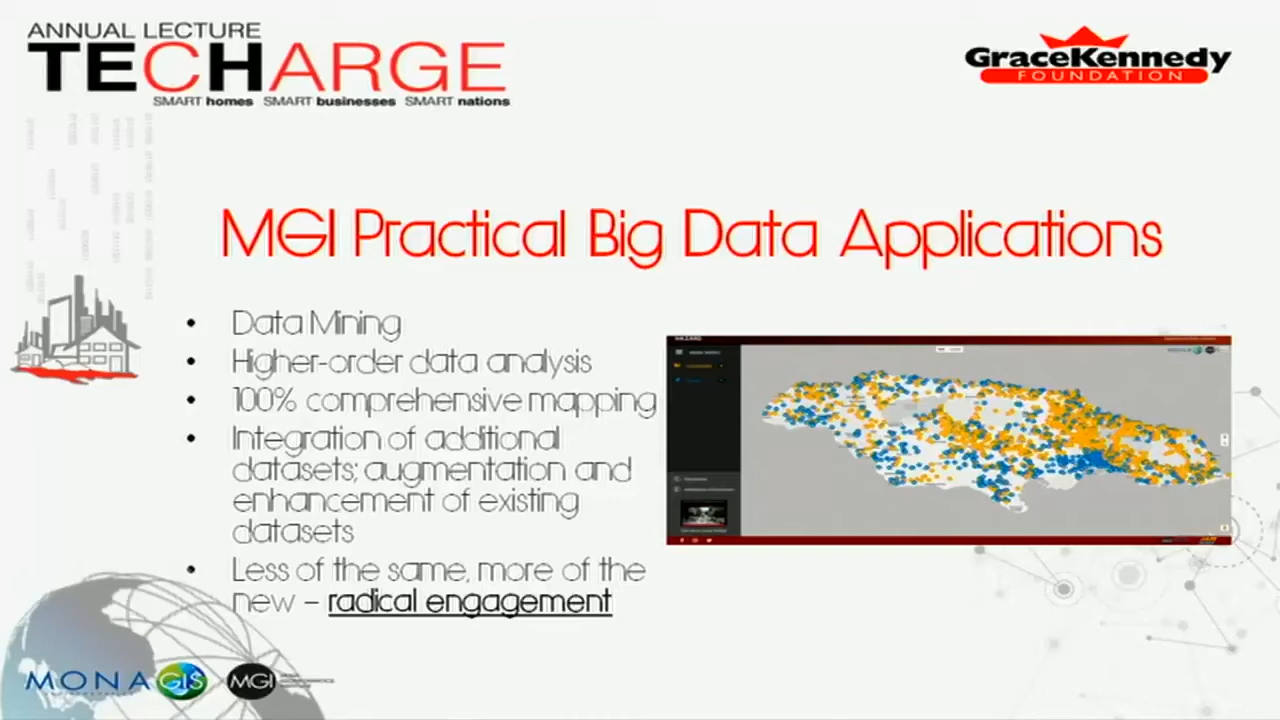 ANNUAL LECTURE
TECHARGE
SMART homes SMART businesses SMART nations
GraceKennedy
FOUNDATION
MGI Practical Big Data Applications
• Data Mining
• Higher-order data analysis
• 100% comprehensive mapping
• Integration of additional
datasets; augmentation and
enhancement of existing
datasets
• Less of the same, more of the
new – radical engagement
HAZARD
MONA GIS MGI